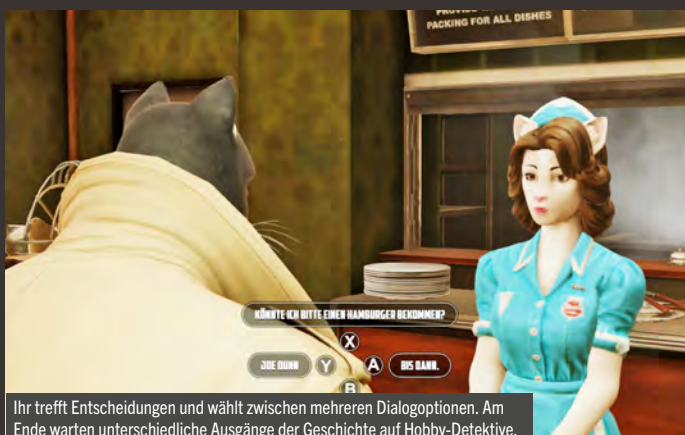 PACKING FOR ALL DISHES
KÖNNTE ICH BITTE EINEN HAMBURGER BEKOMMEN?
X
JOE DUNN Y A BIS DANN.
B
Ihr trefft Entscheidungen und wählt zwischen mehreren Dialogoptionen. Am
Ende warten unterschiedliche Ausgänge der Geschichte auf Hobby-Detektive.